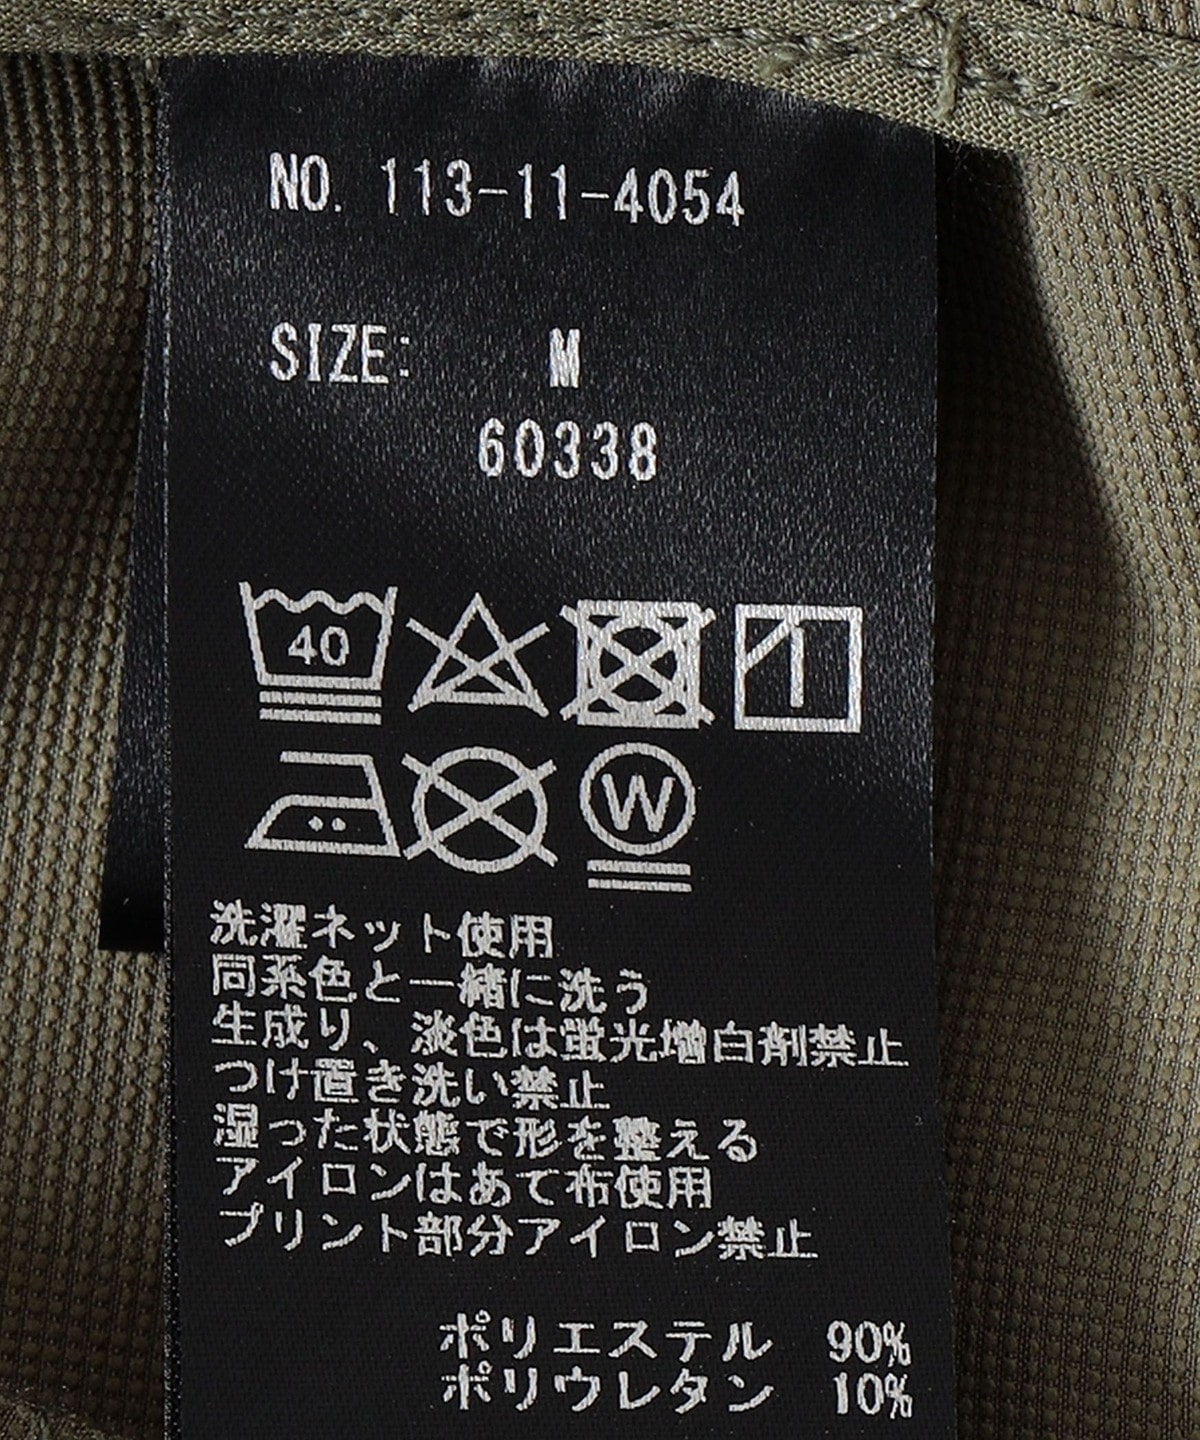 NO. 113-11-4054
SIZE: M
60338
40
W
洗濯ネット使用
同系色と一緒に洗う
生成り、淡色は蛍光増白剤禁止
つけ置き洗い禁止
湿った状態で形を整える
アイロンはあて布使用
プリント部分アイロン禁止
ポリエステル 90%
ポリウレタン 10%